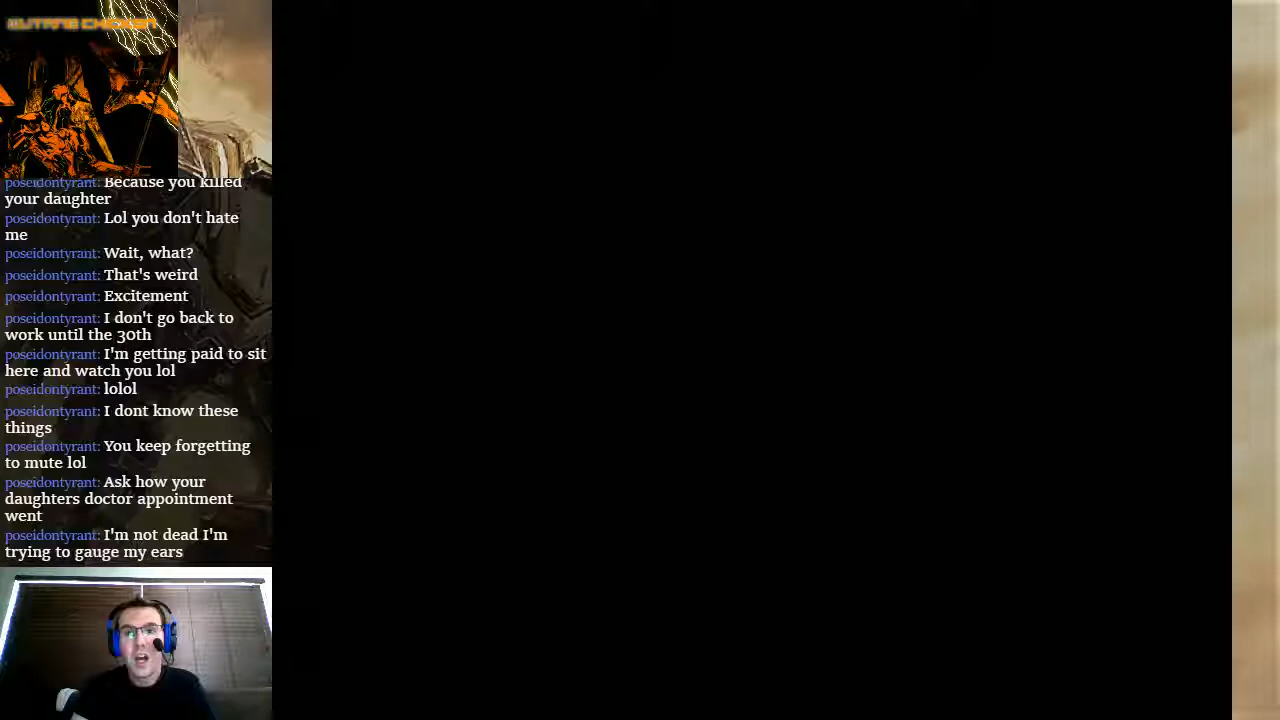 MUTANE CHICKEN
poseidontyrant: Because you killed
your daughter
poseidontyrant: Lol you don't hate
me
poseidontyrant: Wait, what?
poseidontyrant: That's weird
poseidontyrant: Excitement
poseidontyrant: I don't go back to
work until the 30th
poseidontyrant: I'm getting paid to sit
here and watch you lol
poseidontyrant: lolol
poseidontyrant: I dont know these
things
poseidontyrant: You keep forgetting
to mute lol
poseidontyrant: Ask how your
daughters doctor appointment
went
poseidontyrant: I'm not dead I'm
trying to gauge my ears